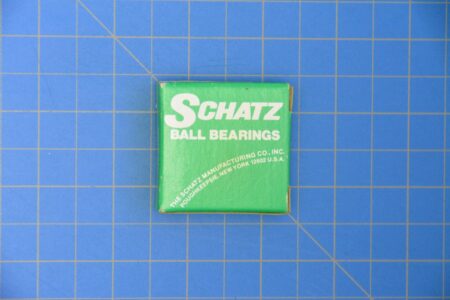 SCHATZ
BALL BEARINGS
THE SCHATZ MANUFACTURING CO., INC.
POUGHKEEPSIE, NEW YORK 12602 U.S.A.